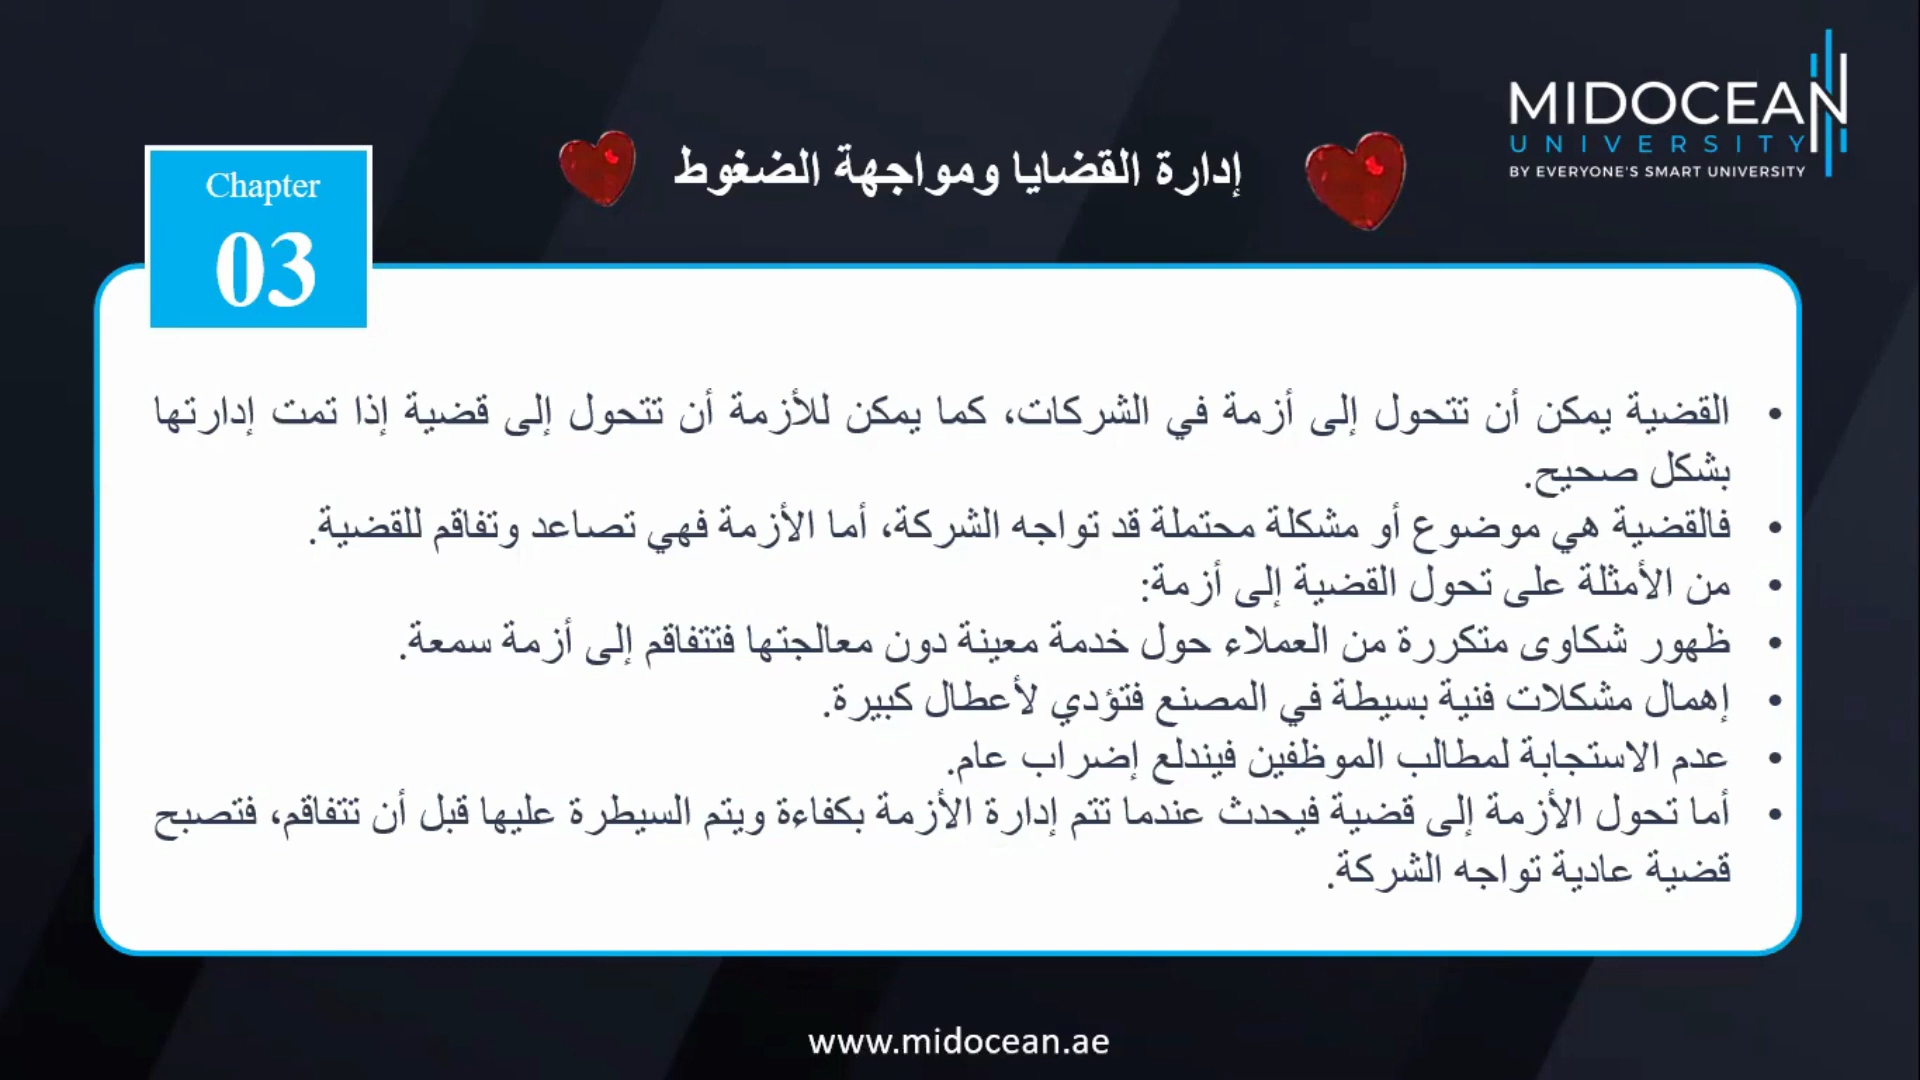 MIDOCEAN
UNIVERSITY
BY EVERYONE'S SMART UNIVERSITY
Chapter
03
إدارة القضايا ومواجهة الضغوط
• القضية يمكن أن تتحول إلى أزمة في الشركات، كما يمكن للأزمة أن تتحول إلى قضية إذا تمت إدارتها
بشكل صحيح.
• فالقضية هي موضوع أو مشكلة محتملة قد تواجه الشركة، أما الأزمة فهي تصاعد وتفاقم للقضية.
• من الأمثلة على تحول القضية إلى أزمة:
• ظهور شكاوى متكررة من العملاء حول خدمة معينة دون معالجتها فتتفاقم إلى أزمة سمعة.
• إهمال مشكلات فنية بسيطة في المصنع فتؤدي لأعطال كبيرة.
• عدم الاستجابة لمطالب الموظفين فيندلع إضراب عام.
• أما تحول الأزمة إلى قضية فيحدث عندما تتم إدارة الأزمة بكفاءة ويتم السيطرة عليها قبل أن تتفاقم، فتصبح
قضية عادية تواجه الشركة.
www.midocean.ae